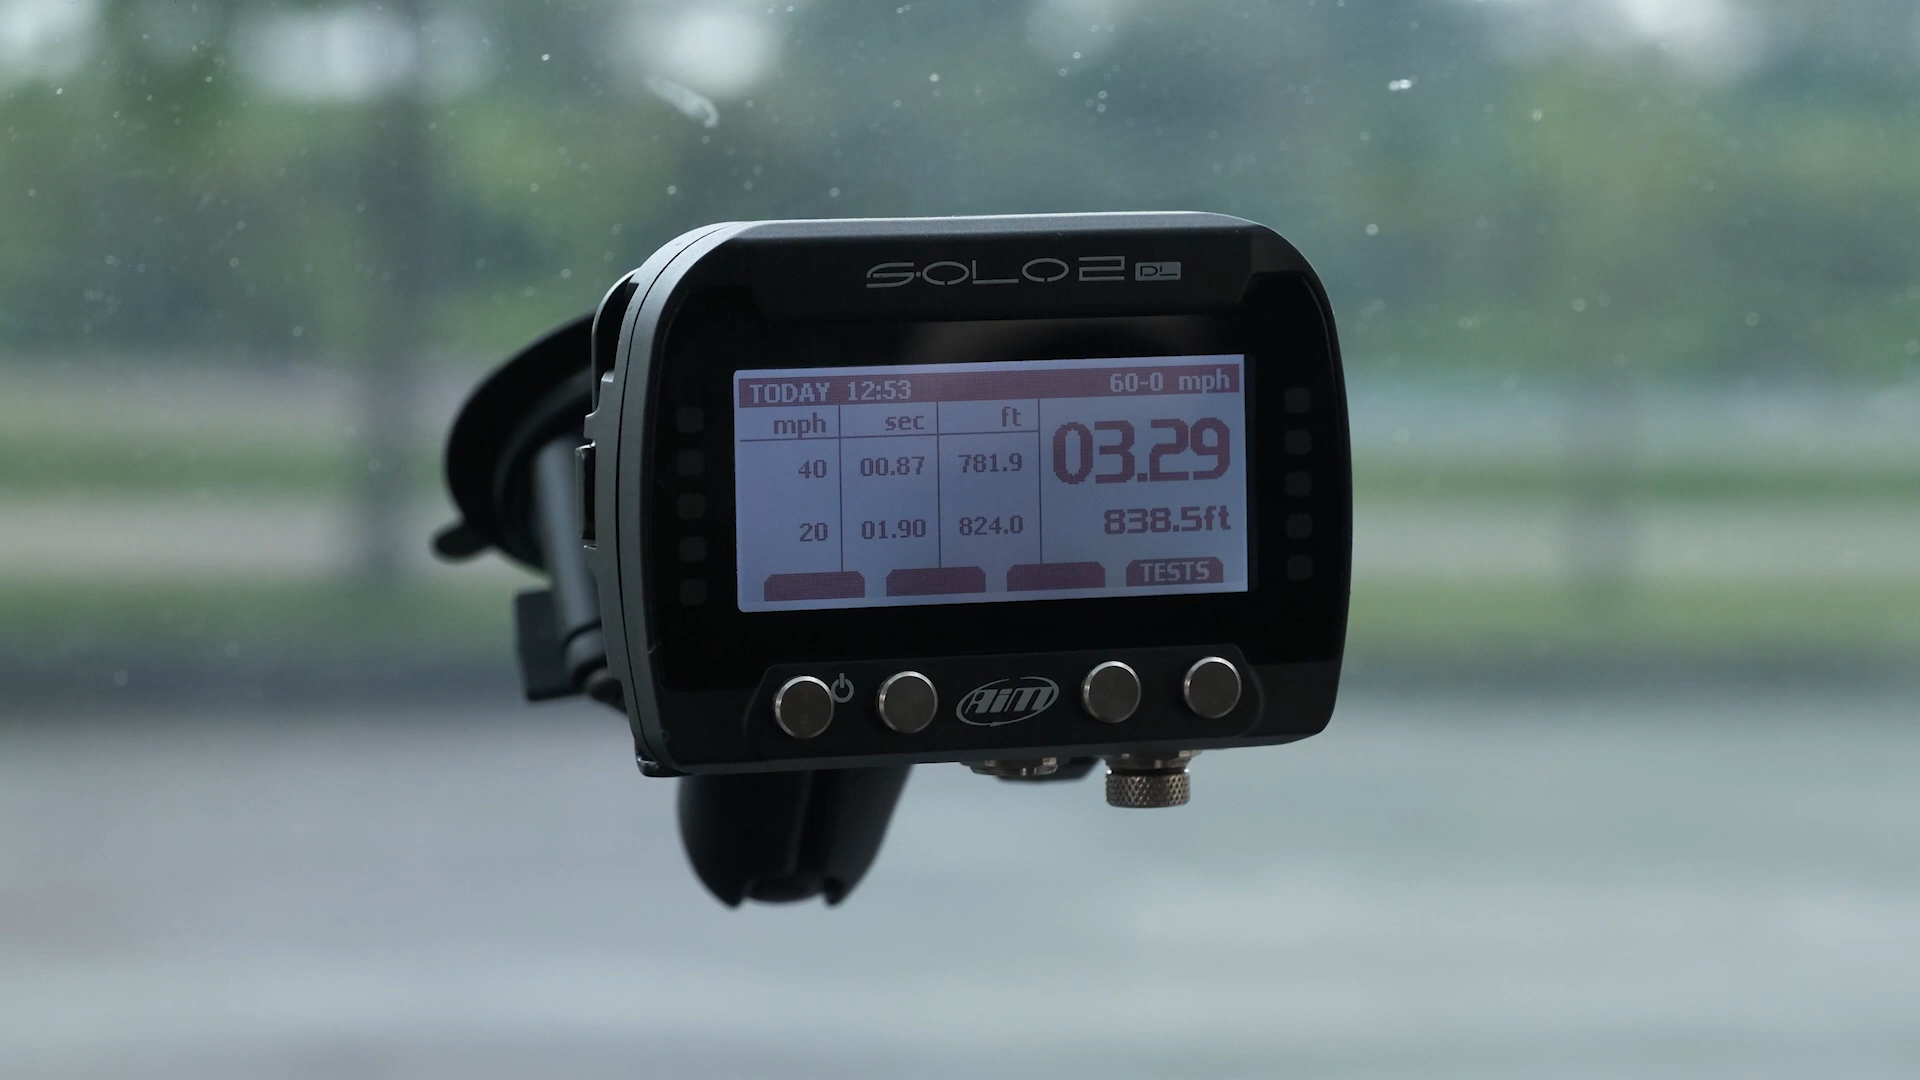 SOLO2 DL
TODAY 12:53 60-0 mph
mph sec ft
03.29
40 00.87 781.9
838.5ft
20 01.90 824.0
TESTS
AiM